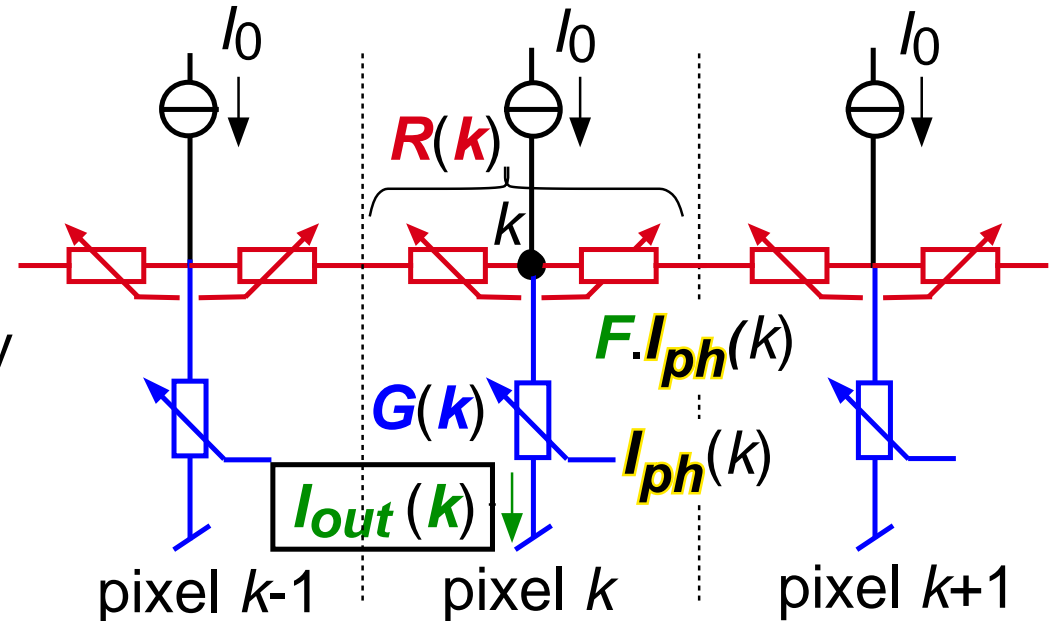 I0 I0 I0
R(k)
k
y
F.Iph(k)
G(k)
Iph(k)
Iout(k)
pixel k-1 pixel k pixel k+1